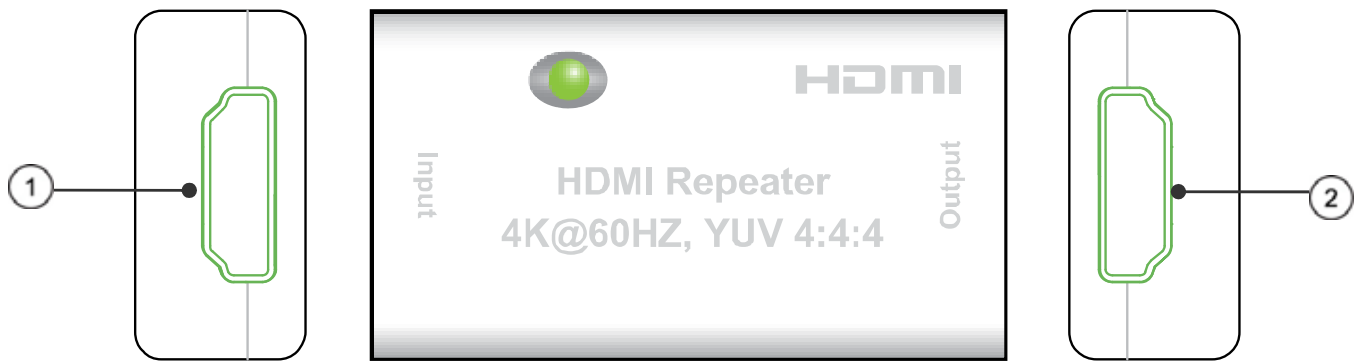 HDMI
1
Input
HDMI Repeater
4K@60HZ, YUV 4:4:4
Output
2